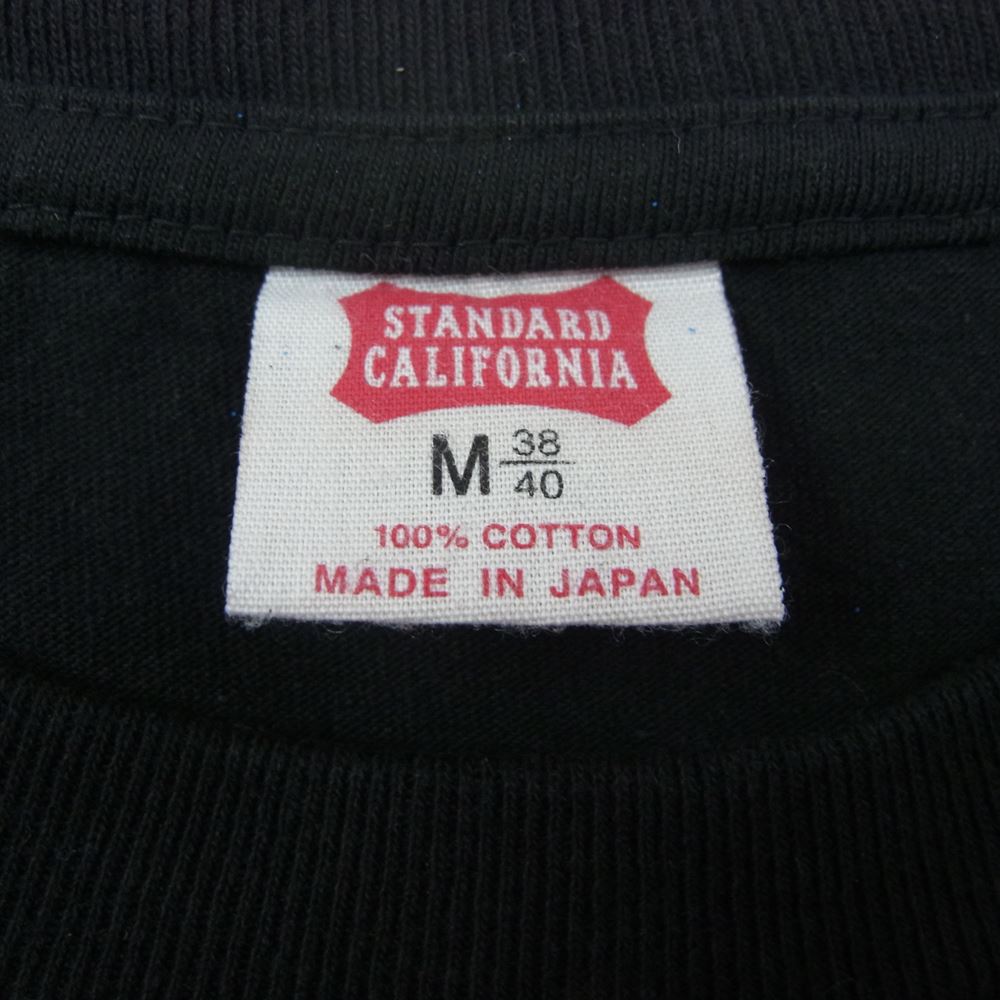 STANDARD
CALIFORNIA
M 38/40
100% COTTON
MADE IN JAPAN